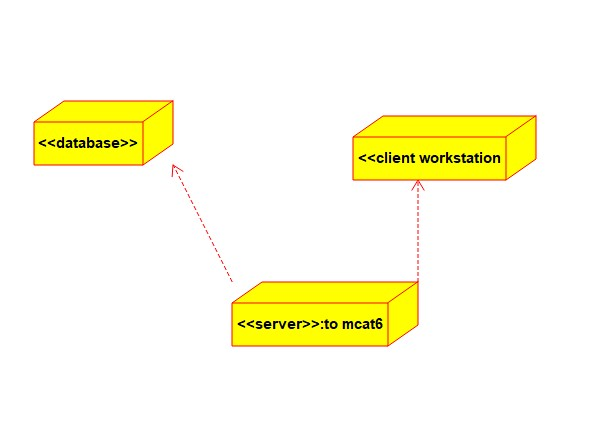 <<database>>
<<client workstation
<<server>>:to mcat6